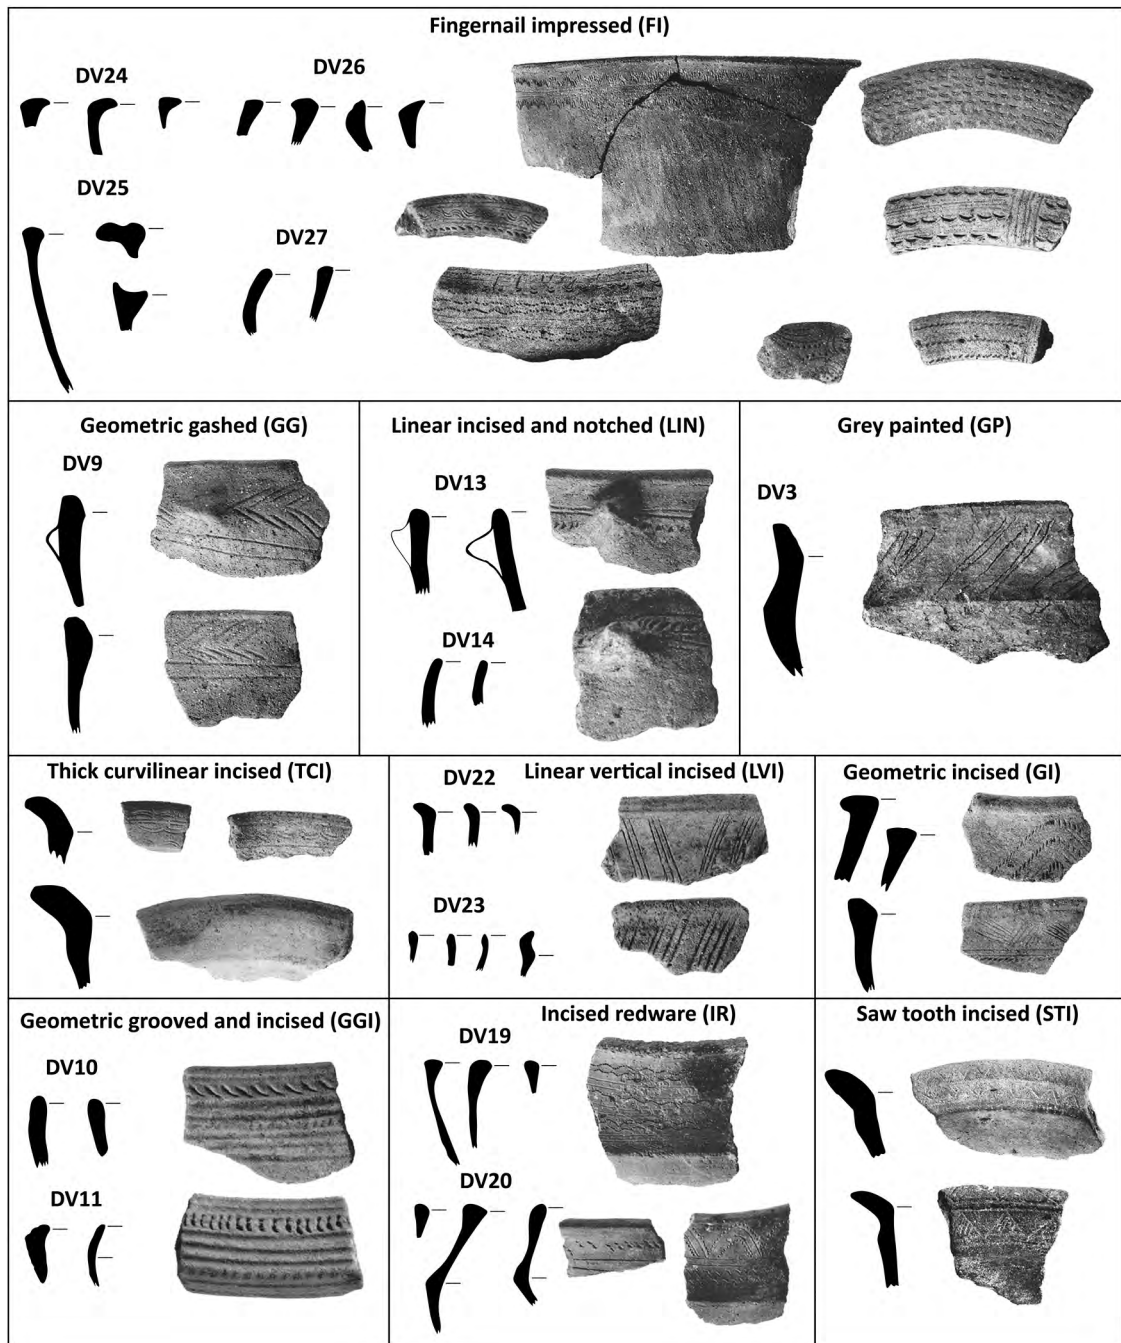 Fingernail impressed (FI)
DV24
DV26
DV25
DV27
Geometric gashed (GG)
DV9
Linear incised and notched (LIN)
DV13
DV14
Grey painted (GP)
DV3
Thick curvilinear incised (TCI)
DV22
Linear vertical incised (LVI)
DV23
Geometric incised (GI)
Geometric grooved and incised (GGI)
DV10
DV11
Incised redware (IR)
DV19
DV20
Saw tooth incised (STI)